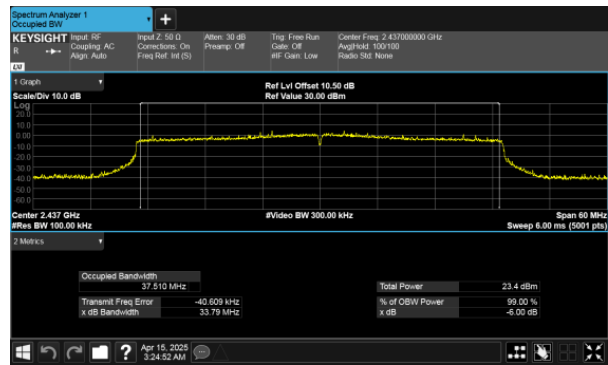 Spectrum Analyzer 1
Occupied BW
+
KEYSIGHT Input: RF Input Z: 50 Ω Atten: 30 dB Trig: Free Run Center Freq: 2.437000000 GHz
R Coupling: AC Corrections: On Preamp: Off Gate: Off Avg|Hold: 100/100
Align: Auto Freq Ref: Int (S) #IF Gain: Low Radio Std: None
LXI
1 Graph
Ref Lvl Offset 10.50 dB
Scale/Div 10.0 dB Ref Value 30.00 dBm
Log
20.0
10.0
0.00
-10.0
-20.0
-30.0
-40.0
-50.0
-60.0
Center 2.437 GHz #Video BW 300.00 kHz Span 60 MHz
#Res BW 100.00 kHz Sweep 6.00 ms (5001 pts)
2 Metrics
Occupied Bandwidth
37.510 MHz Total Power 23.4 dBm
Transmit Freq Error -40.609 kHz % of OBW Power 99.00 %
x dB Bandwidth 33.79 MHz x dB -6.00 dB
? Apr 15, 2025
3:24:52 AM